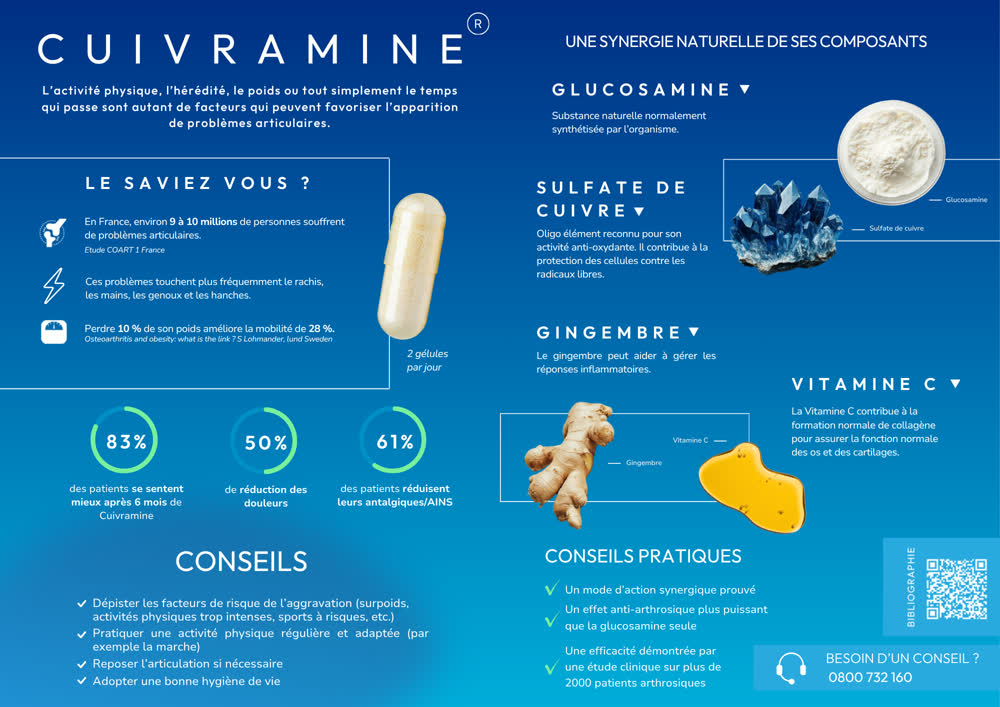 CUIVRAMINE®
L'activité physique, l'hérédité, le poids ou tout simplement le temps
qui passe sont autant de facteurs qui peuvent favoriser l'apparition
de problèmes articulaires.
LE SAVIEZ VOUS ?
En France, environ 9 à 10 millions de personnes souffrent
de problèmes articulaires.
Etude COART 1 France
Ces problèmes touchent plus fréquemment le rachis,
les mains, les genoux et les hanches.
Perdre 10 % de son poids améliore la mobilité de 28 %.
Osteoarthritis and obesity: what is the link ? S Lohmander, lund Sweden
2 gélules
par jour
83%
des patients se sentent
mieux après 6 mois de
Cuivramine
50%
de réduction des
douleurs
61%
des patients réduisent
leurs antalgiques/AINS
CONSEILS
Dépister les facteurs de risque de l'aggravation (surpoids,
activités physiques trop intenses, sports à risques, etc.)
Pratiquer une activité physique régulière et adaptée (par
exemple la marche)
Reposer l'articulation si nécessaire
Adopter une bonne hygiène de vie
UNE SYNERGIE NATURELLE DE SES COMPOSANTS
GLUCOSAMINE
Substance naturelle normalement
synthétisée par l'organisme.
Glucosamine
SULFATE DE
CUIVRE
Oligo élément reconnu pour son
activité anti-oxydante. Il contribue à la
protection des cellules contre les
radicaux libres.
Sulfate de cuivre
GINGEMBRE
Le gingembre peut aider à gérer les
réponses inflammatoires.
Gingembre
VITAMINE C
La Vitamine C contribue à la
formation normale de collagène
pour assurer la fonction normale
des os et des cartilages.
Vitamine C
CONSEILS PRATIQUES
Un mode d'action synergique prouvé
Un effet anti-arthrosique plus puissant
que la glucosamine seule
Une efficacité démontrée par
une étude clinique sur plus de
2000 patients arthrosiques
BIBLIOGRAPHIE
BESOIN D'UN CONSEIL ?
0800 732 160